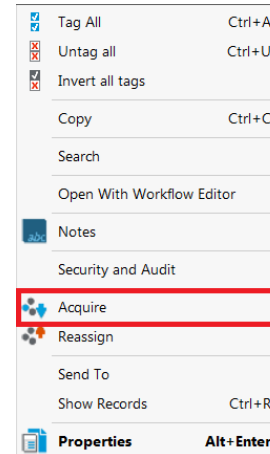 Tag All Ctrl+A
Untag all Ctrl+U
Invert all tags
Copy Ctrl+C
Search
Open With Workflow Editor
abc Notes
Security and Audit
Acquire
Reassign
Send To
Show Records Ctrl+R
Properties Alt+Enter